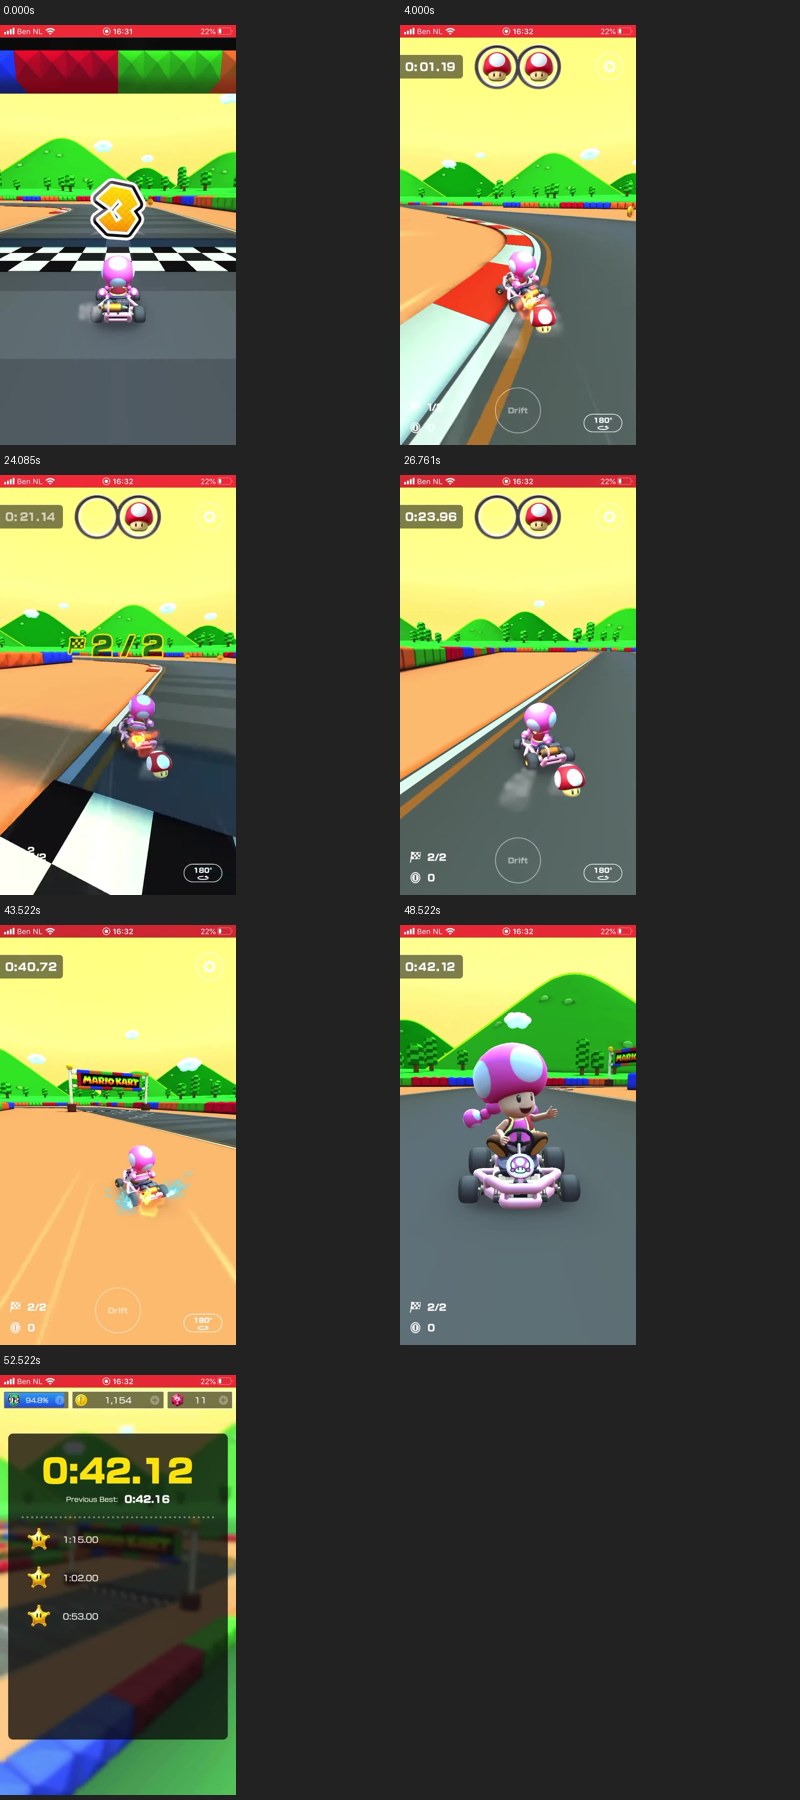 0.000s
Ben NL 16:31 22%
3
4.000s
Ben NL 16:32 22%
0:01.19
Drift
180°
24.085s
Ben NL 16:32 22%
0:21.14
2/2
2/2
180°
26.761s
Ben NL 16:32 22%
0:23.96
2/2
Drift
0
180°
43.522s
Ben NL 16:32 22%
0:40.72
MARIO KART
2/2
Drift
0
180°
48.522s
Ben NL 16:32 22%
0:42.12
2/2
0
52.522s
Ben NL 16:32 22%
94.8% 1,154 11
0:42.12
Previous Best: 0:42.16
1:15.00
1:02.00
0:53.00